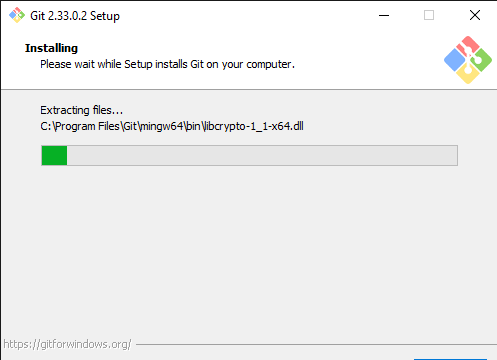 Git 2.33.0.2 Setup
Installing
Please wait while Setup installs Git on your computer.
Extracting files...
C:\Program Files\Git\mingw64\bin\libcrypto-1_1-x64.dll
https://gitforwindows.org/